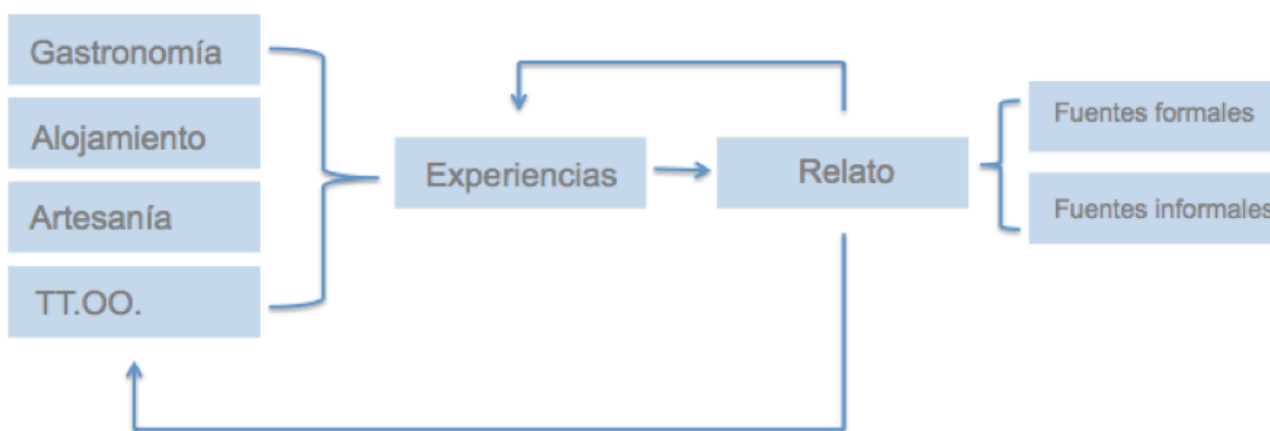 Gastronomía
Alojamiento
Artesanía
TT.OO.
Experiencias
Relato
Fuentes formales
Fuentes informales